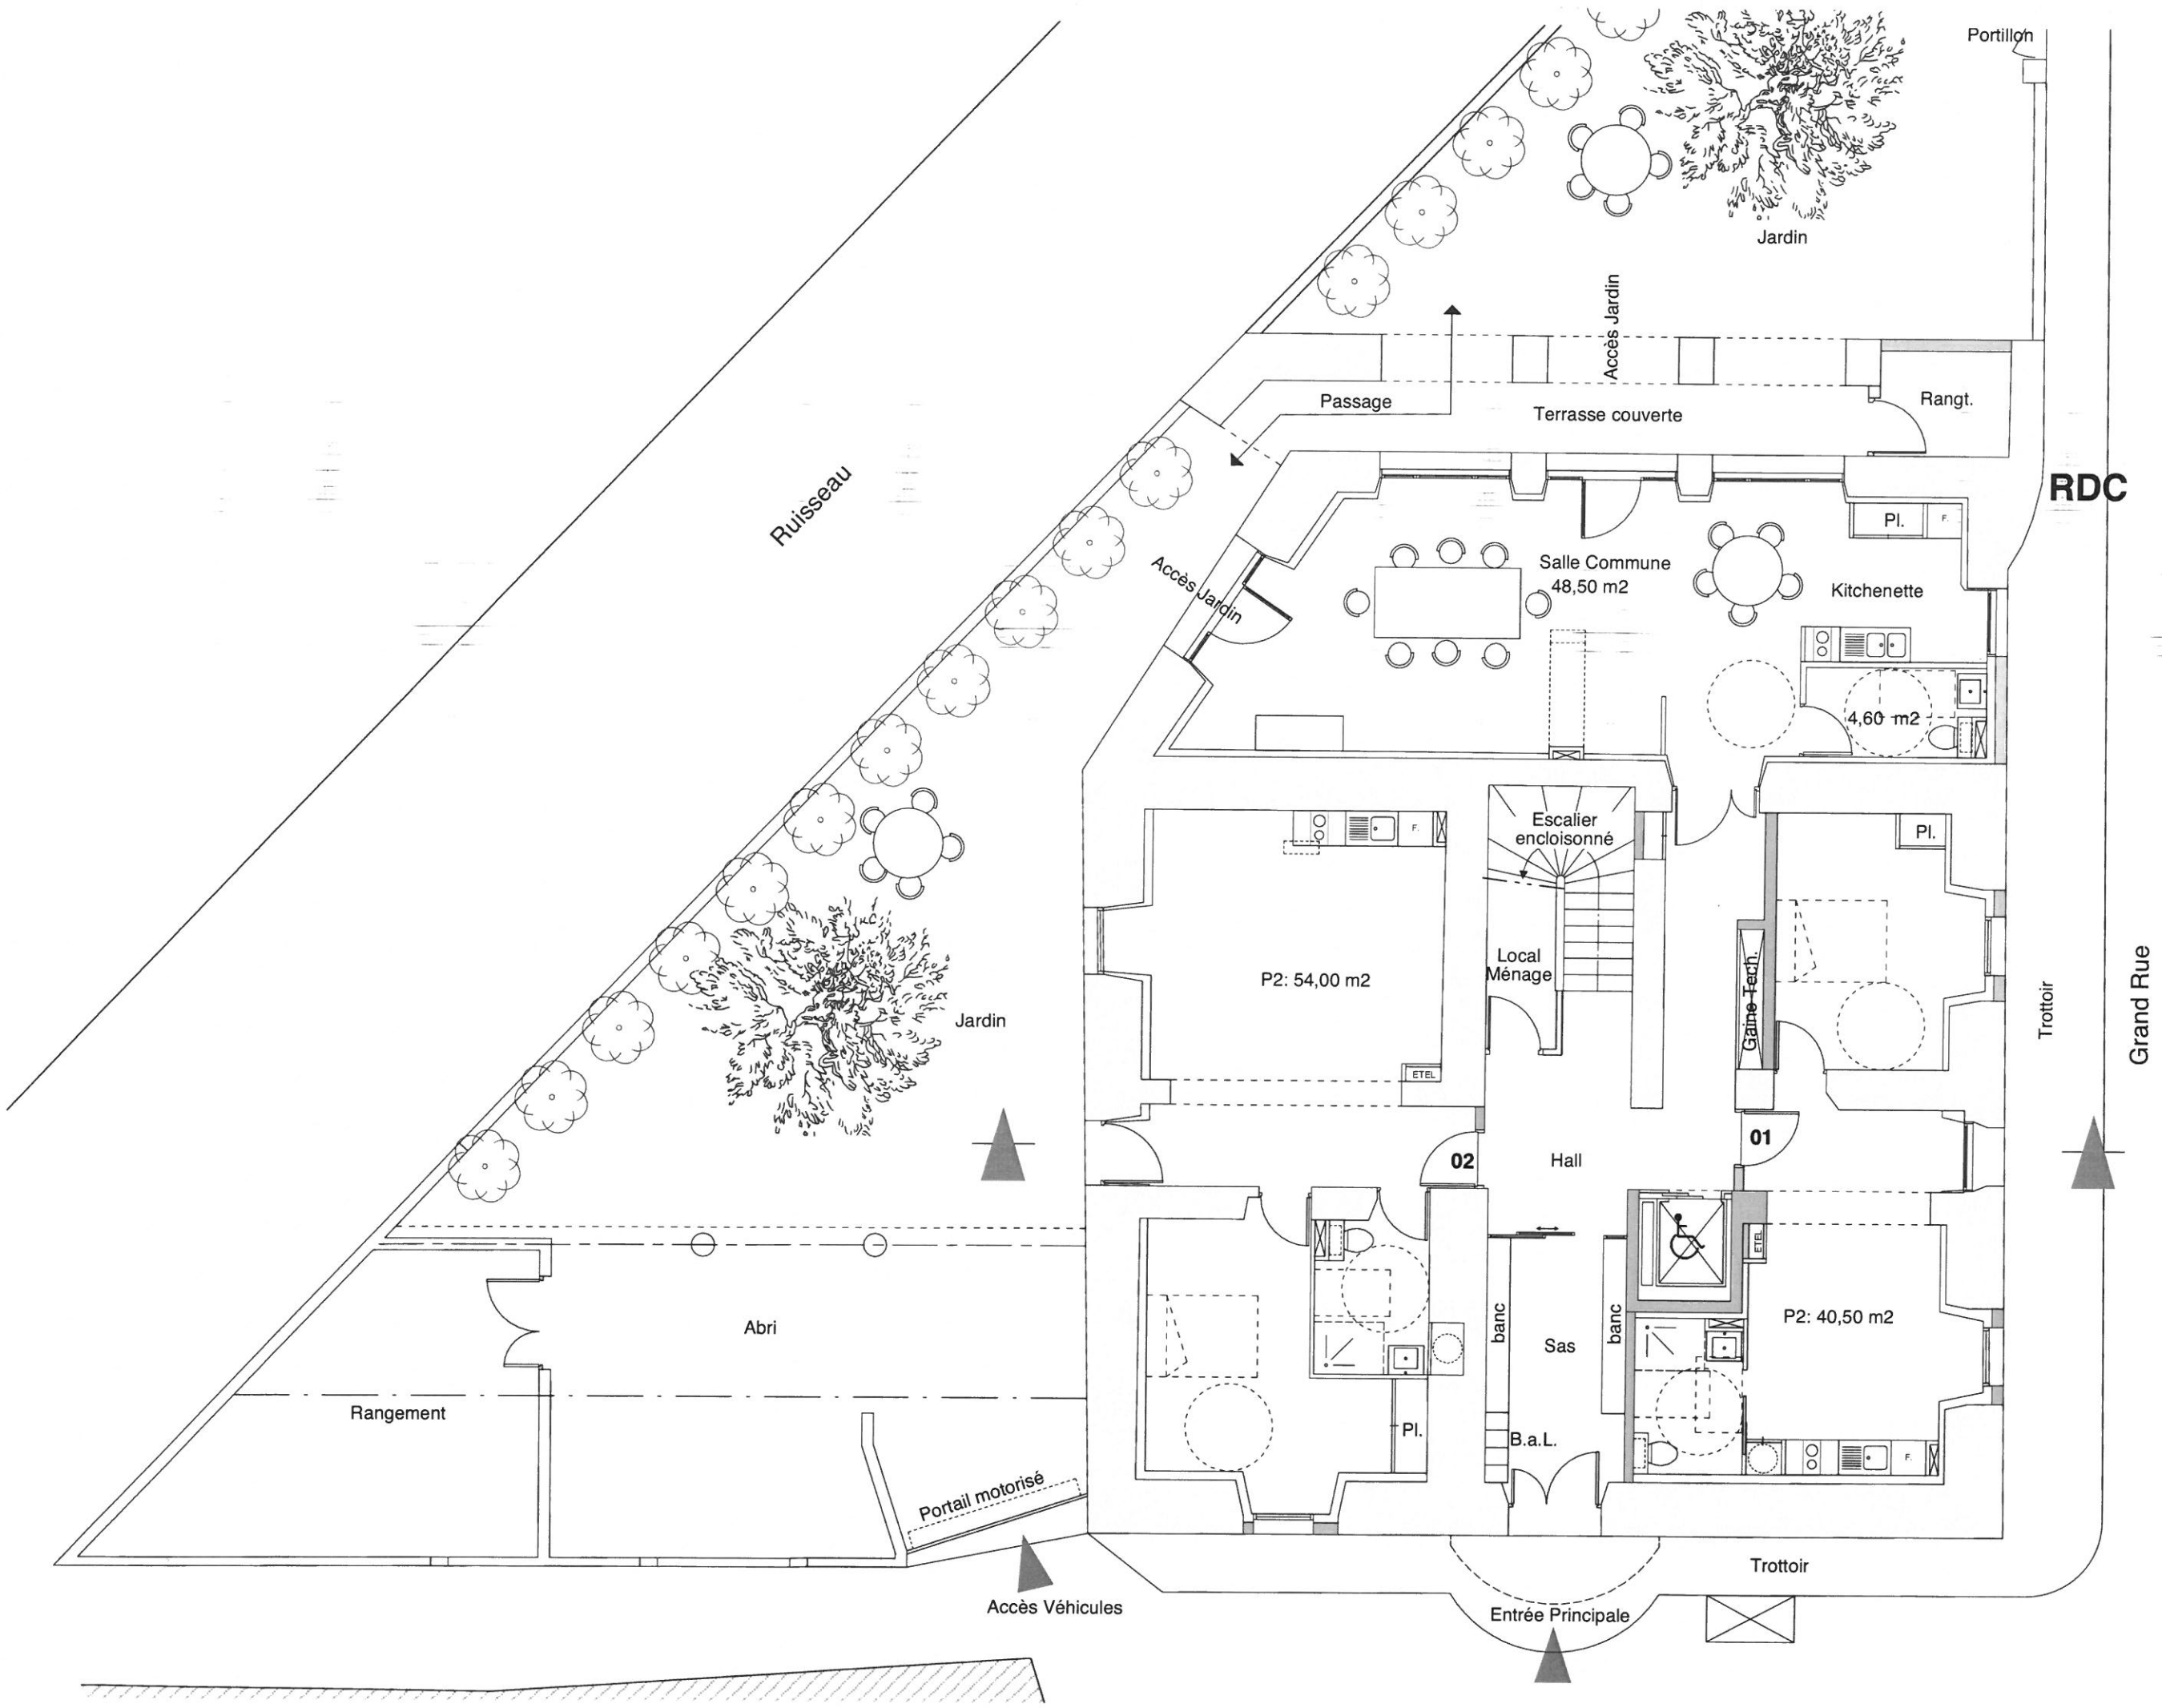 Portillon
Jardin
Accès Jardin
Passage
Terrasse couverte
Rangt.
RDC
Ruisseau
Accès Jardin
Salle Commune
48,50 m2
Pl.
F.
Kitchenette
4,60 m2
Escalier
encloisonné
F.
Pl.
Local
Ménage
P2: 54,00 m2
Gaine Tech.
Trottoir
Grand Rue
Jardin
ETEL
01
02
Hall
ETEL
Abri
banc
Sas
banc
P2: 40,50 m2
Rangement
Pl.
B.a.L.
F.
Portail motorisé
Trottoir
Accès Véhicules
Entrée Principale